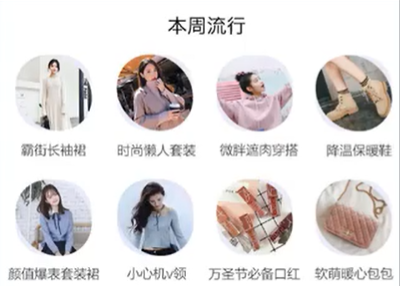 本周流行
霸街长袖裙
时尚懒人套装
微胖遮肉穿搭
降温保暖鞋
颜值爆表套装裙
小心机v领
万圣节必备口红
软萌暖心包包